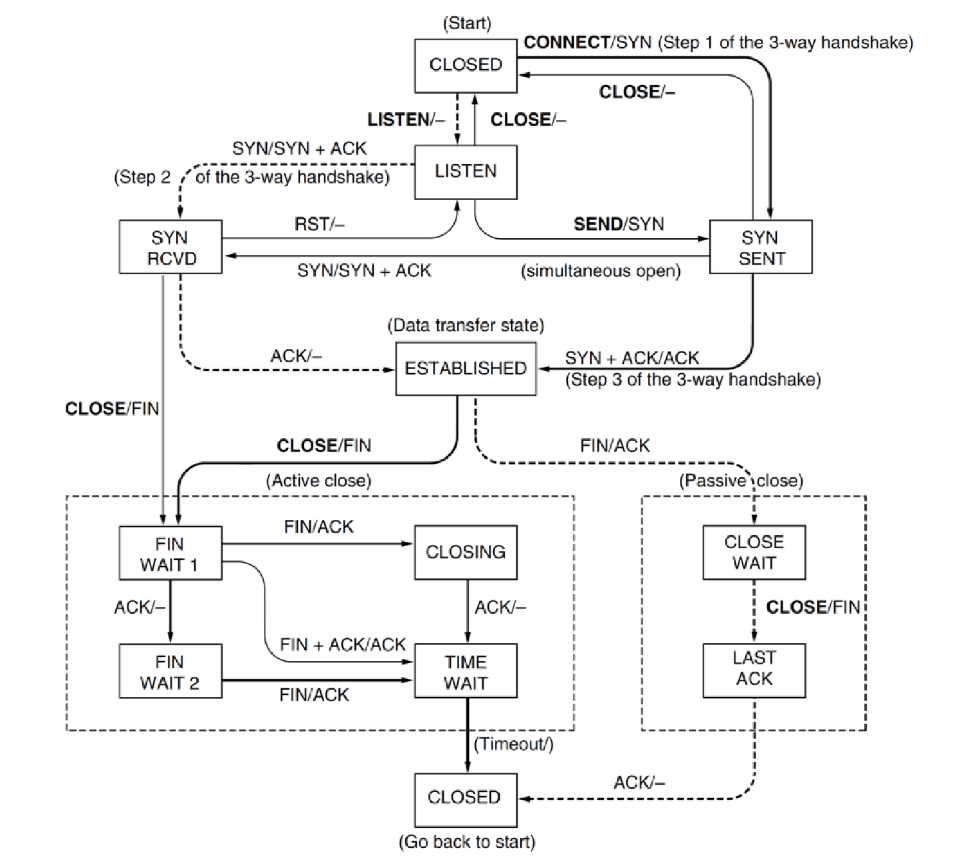 (Start)
CONNECT/SYN (Step 1 of the 3-way handshake)
CLOSED
CLOSE/–
LISTEN/–
CLOSE/–
SYN/SYN + ACK
LISTEN
(Step 2 of the 3-way handshake)
RST/–
SEND/SYN
SYN
RCVD
SYN
SENT
SYN/SYN + ACK
(simultaneous open)
(Data transfer state)
ACK/–
ESTABLISHED
SYN + ACK/ACK
(Step 3 of the 3-way handshake)
CLOSE/FIN
CLOSE/FIN
FIN/ACK
(Active close)
(Passive close)
FIN/ACK
FIN
WAIT 1
CLOSING
CLOSE
WAIT
ACK/–
ACK/–
CLOSE/FIN
FIN + ACK/ACK
FIN
WAIT 2
TIME
WAIT
LAST
ACK
FIN/ACK
(Timeout/)
CLOSED
ACK/–
(Go back to start)